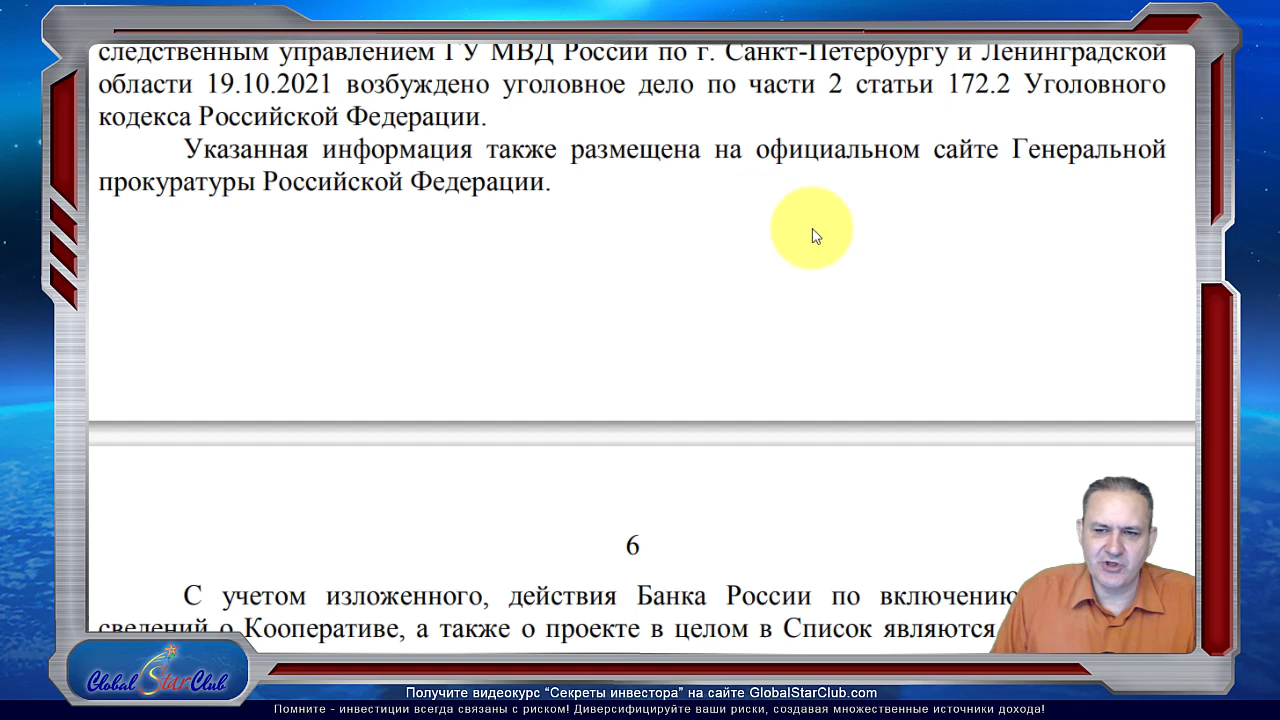 следственным управлением ГУ МВД России по г. Санкт-Петербургу и Ленинградской
области 19.10.2021 возбуждено уголовное дело по части 2 статьи 172.2 Уголовного
кодекса Российской Федерации.
Указанная информация также размещена на официальном сайте Генеральной
прокуратуры Российской Федерации.
6
С учетом изложенного, действия Банка России по включению
сведений о Кооперативе, а также о проекте в целом в Список являются
Global Star Club
Получите видеокурс “Секреты инвестора” на сайте GlobalStarClub.com
Помните - инвестиции всегда связаны с риском! Диверсифицируйте ваши риски, создавая множественные источники дохода!